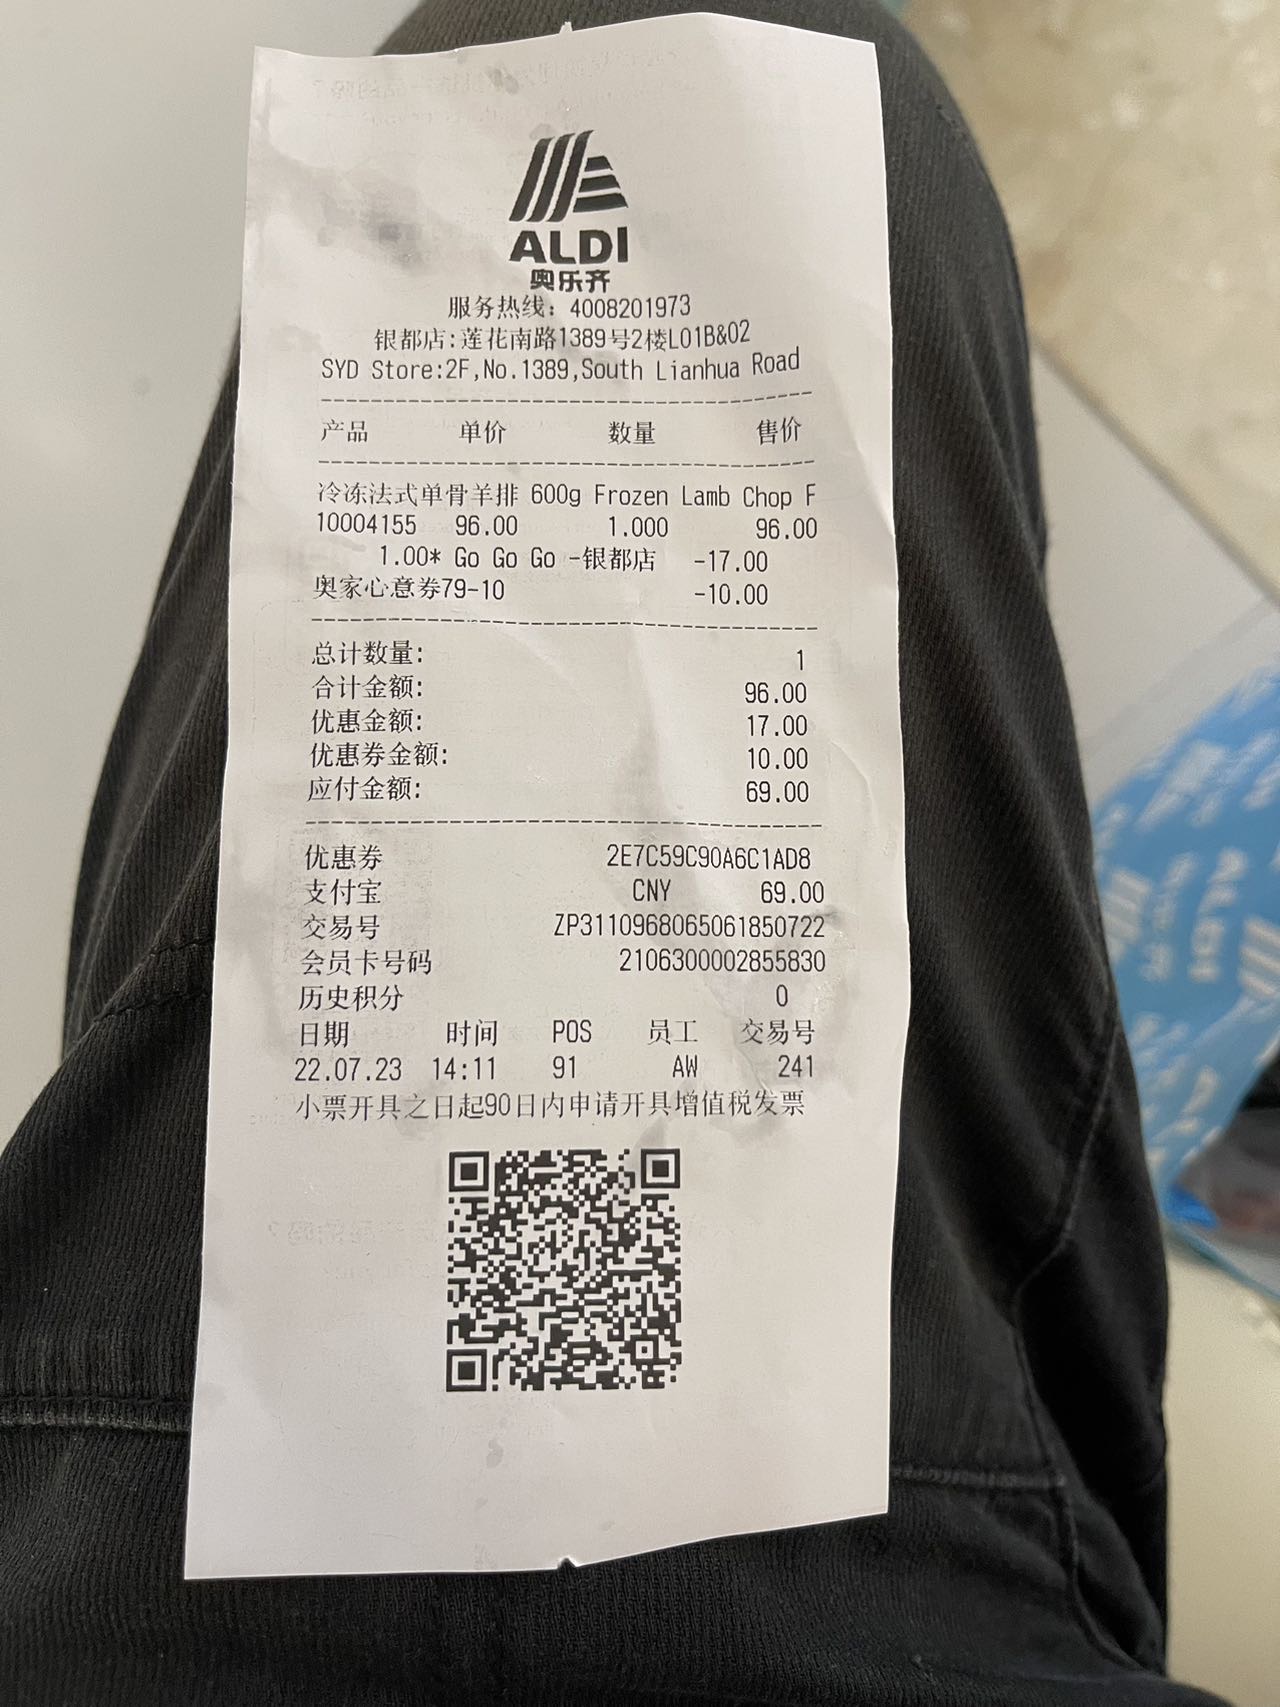 ALDI
奥乐齐
服务热线：4008201973
银都店:莲花南路1389号2楼L01B&02
SYD Store:2F,No.1389,South Lianhua Road
产品 单价 数量 售价
冷冻法式单骨羊排 600g Frozen Lamb Chop F
10004155 96.00 1.000 96.00
1.00* Go Go Go -银都店 -17.00
奥家心意券79-10 -10.00
总计数量: 1
合计金额: 96.00
优惠金额: 17.00
优惠券金额: 10.00
应付金额: 69.00
优惠券 2E7C59C90A6C1AD8
支付宝 CNY 69.00
交易号 ZP3110968065061850722
会员卡号码 2106300002855830
历史积分 0
日期 时间 POS 员工 交易号
22.07.23 14:11 91 AW 241
小票开具之日起90日内申请开具增值税发票